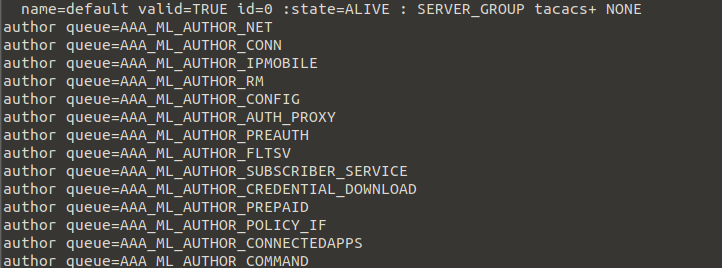 name=default valid=TRUE id=0 :state=ALIVE : SERVER_GROUP tacacs+ NONE
author queue=AAA_ML_AUTHOR_NET
author queue=AAA_ML_AUTHOR_CONN
author queue=AAA_ML_AUTHOR_IPMOBILE
author queue=AAA_ML_AUTHOR_RM
author queue=AAA_ML_AUTHOR_CONFIG
author queue=AAA_ML_AUTHOR_AUTH_PROXY
author queue=AAA_ML_AUTHOR_PREAUTH
author queue=AAA_ML_AUTHOR_FLTSV
author queue=AAA_ML_AUTHOR_SUBSCRIBER_SERVICE
author queue=AAA_ML_AUTHOR_CREDENTIAL_DOWNLOAD
author queue=AAA_ML_AUTHOR_PREPAID
author queue=AAA_ML_AUTHOR_POLICY_IF
author queue=AAA_ML_AUTHOR_CONNECTEDAPPS
author queue=AAA_ML_AUTHOR_COMMAND